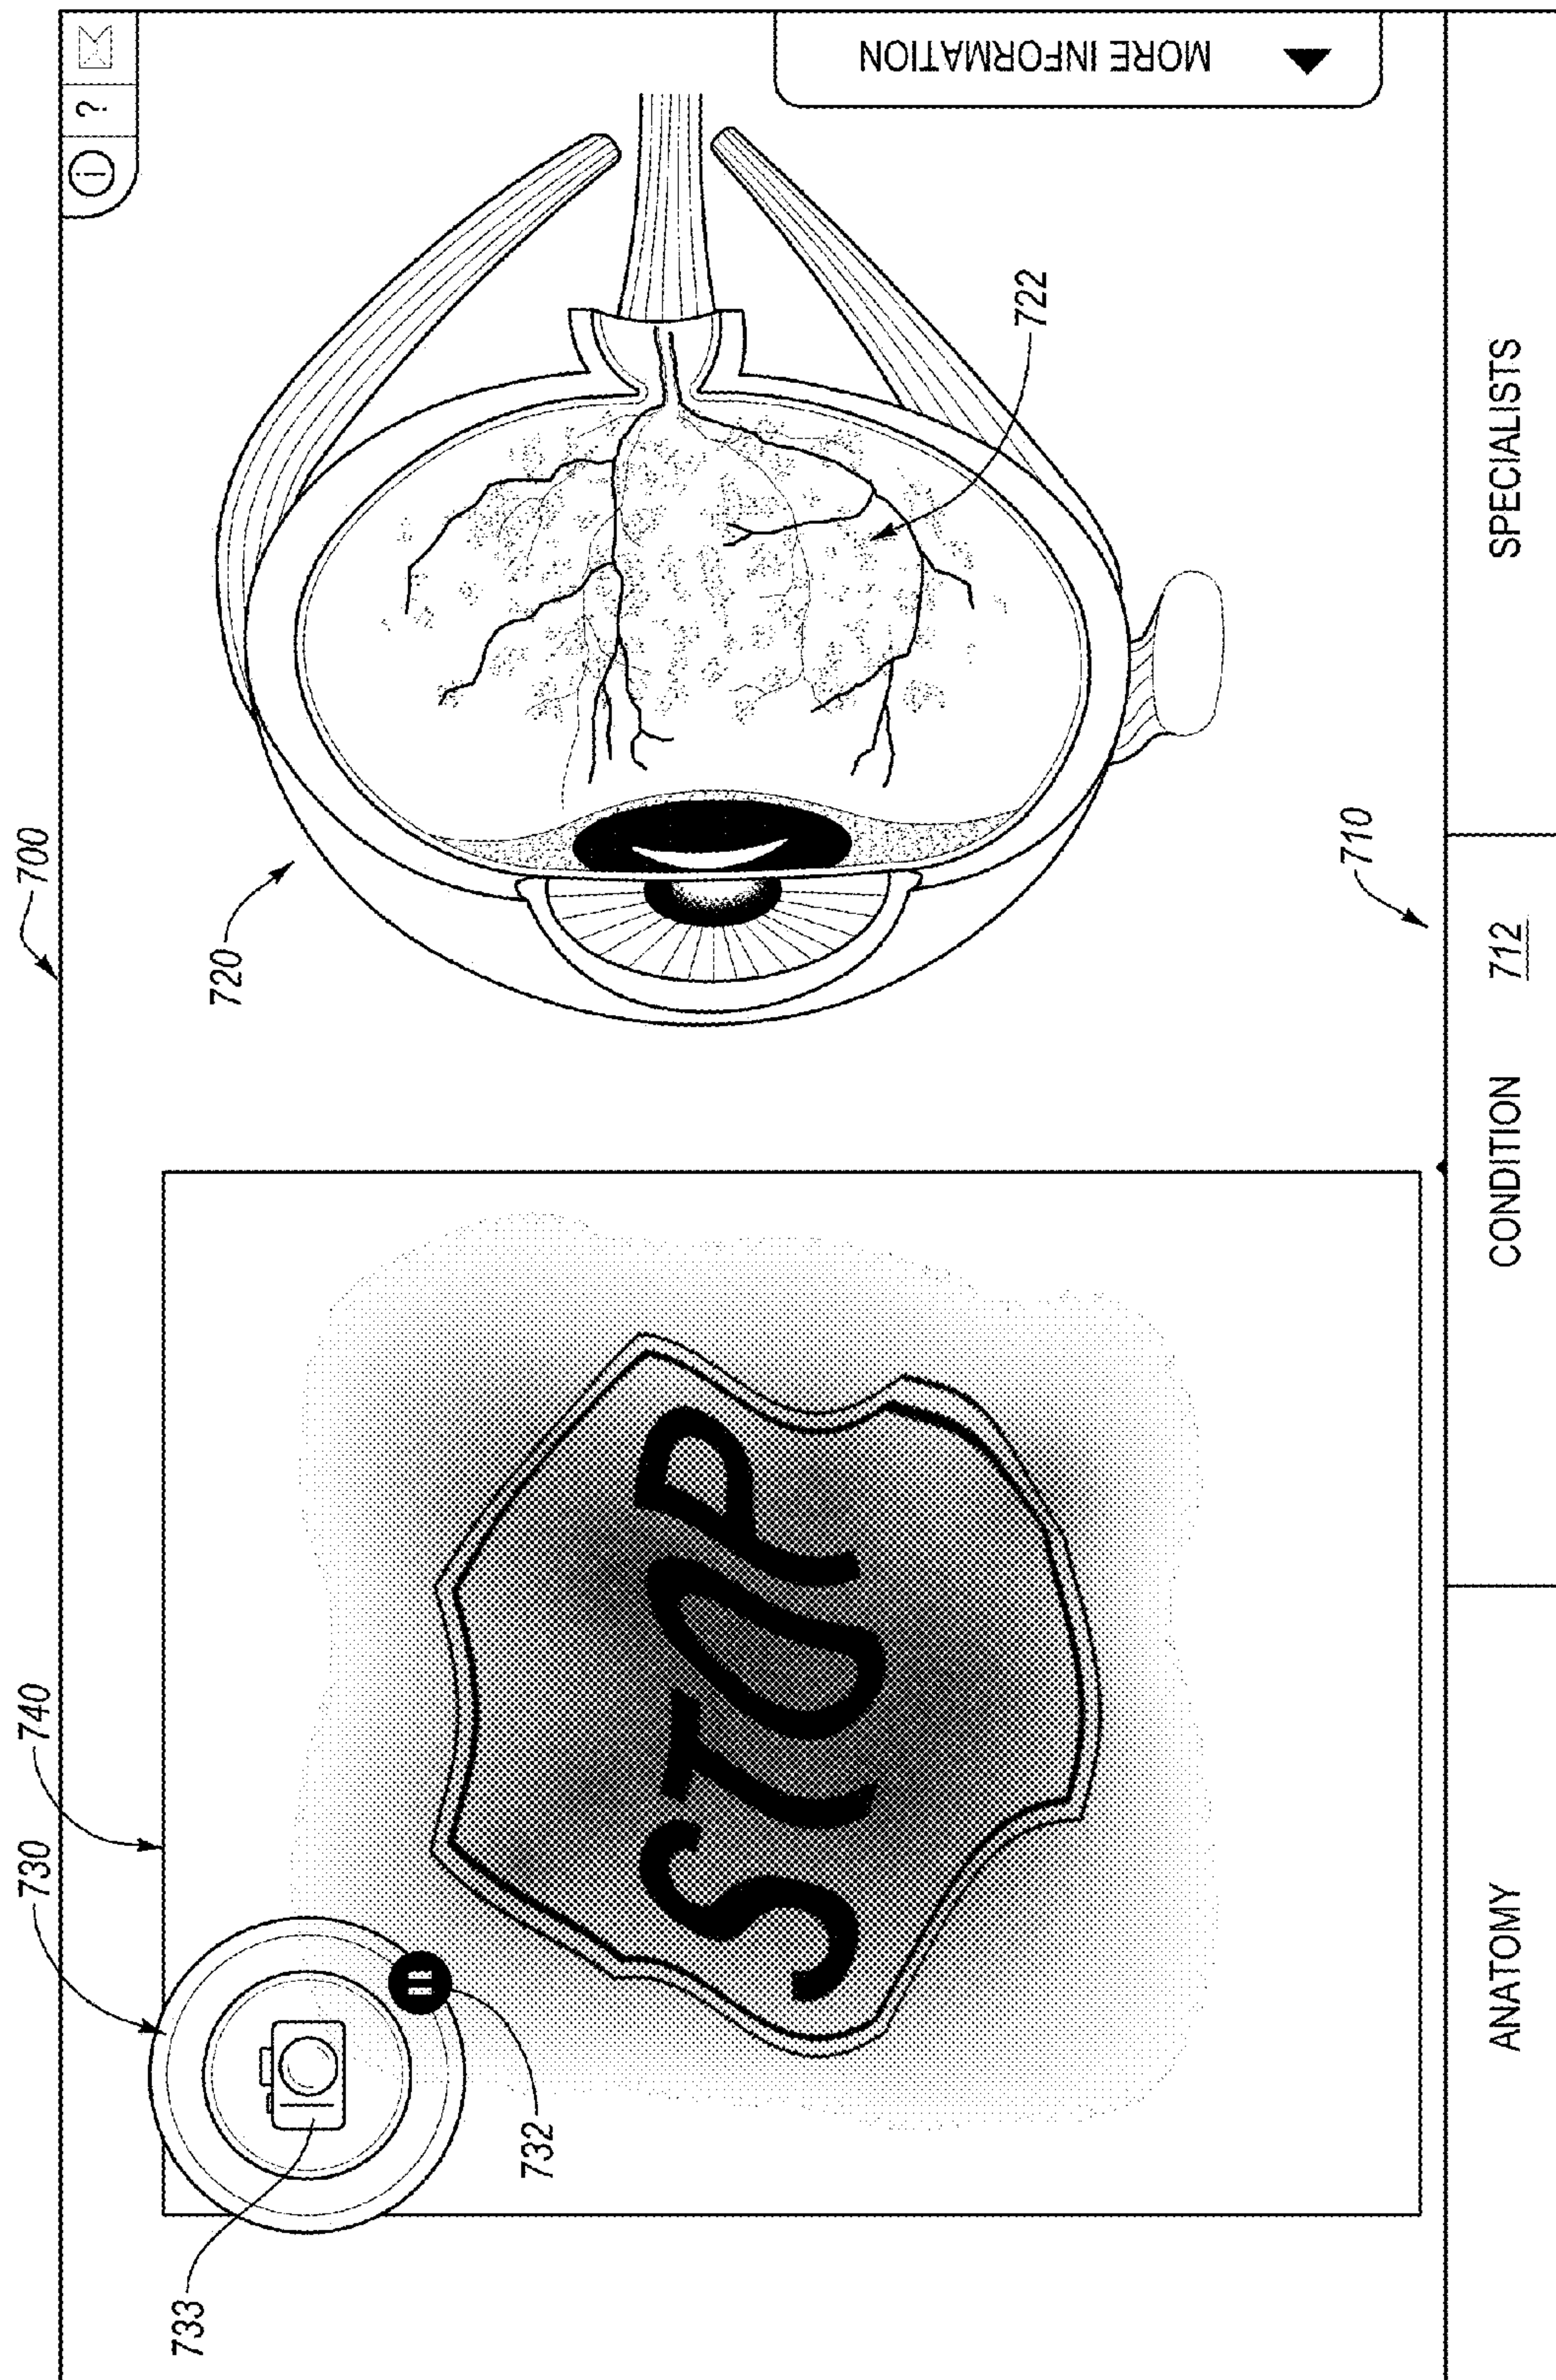 700
730
740
i ?
733
732
STOP
720
722
MORE INFORMATION
710
ANATOMY
CONDITION 712
SPECIALISTS